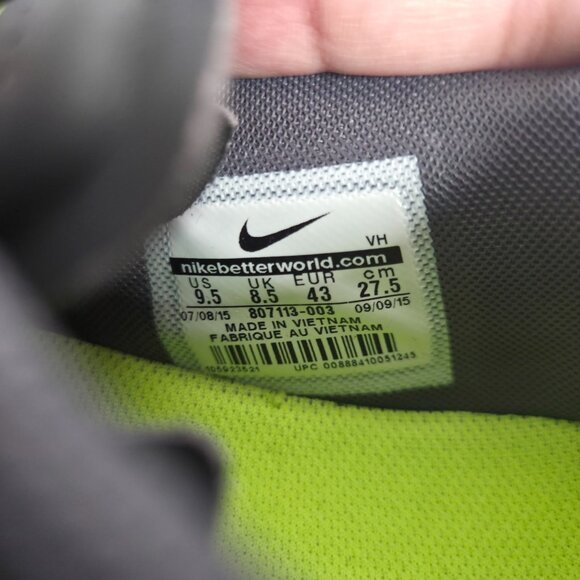 VH
nikebetterworld.com
US UK EUR cm
9.5 8.5 43 27.5
07/08/15 807113-003 09/09/15
MADE IN VIETNAM
FABRIQUE AU VIETNAM
105923521 UPC 00888410051245